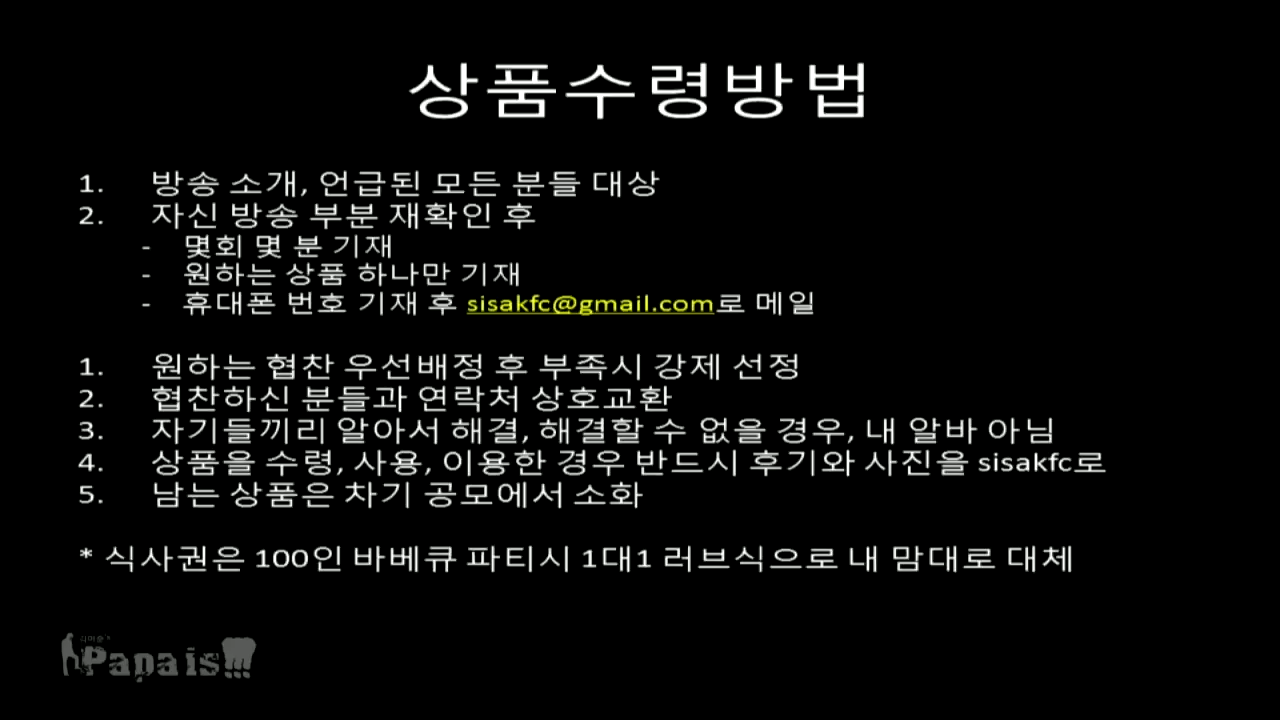 상품수령방법
1. 방송 소개, 언급된 모든 분들 대상
2. 자신 방송 부분 재확인 후
- 몇회 몇 분 기재
- 원하는 상품 하나만 기재
- 휴대폰 번호 기재 후 sisakfc@gmail.com로 메일
1. 원하는 협찬 우선배정 후 부족시 강제 선정
2. 협찬하신 분들과 연락처 상호교환
3. 자기들끼리 알아서 해결, 해결할 수 없을 경우, 내 알바 아님
4. 상품을 수령, 사용, 이용한 경우 반드시 후기와 사진을 sisakfc로
5. 남는 상품은 차기 공모에서 소화
* 식사권은 100인 바베큐 파티시 1대1 러브식으로 내 맘대로 대체
Papa is!!!